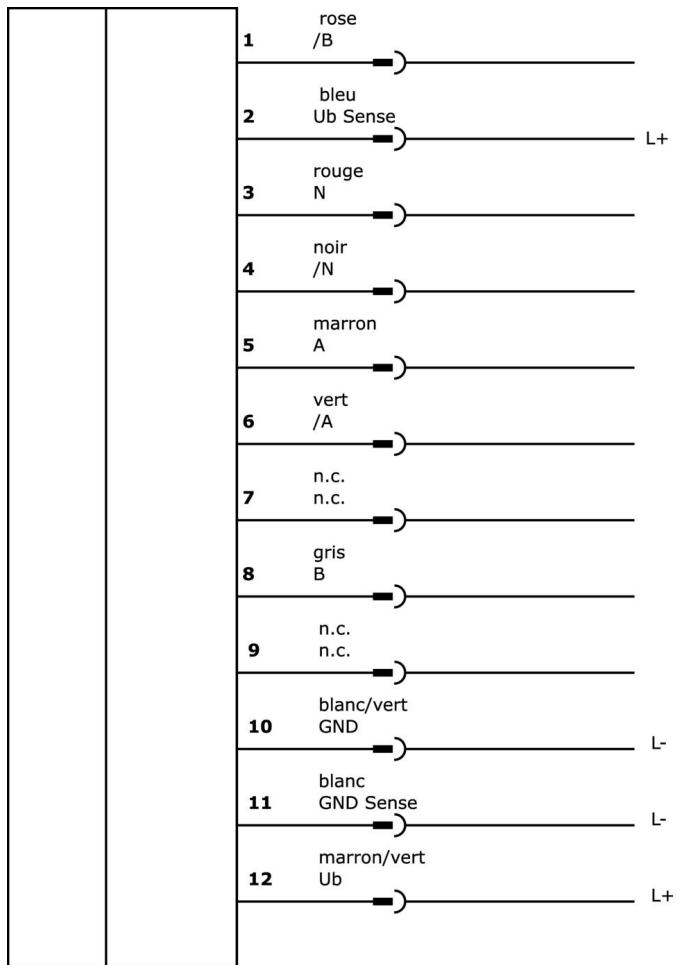 rose
1 /B
bleu
2 Ub Sense
L+
rouge
3 N
noir
4 /N
marron
5 A
vert
6 /A
n.c.
7 n.c.
gris
8 B
n.c.
9 n.c.
blanc/vert
10 GND
L-
blanc
11 GND Sense
L-
marron/vert
12 Ub
L+